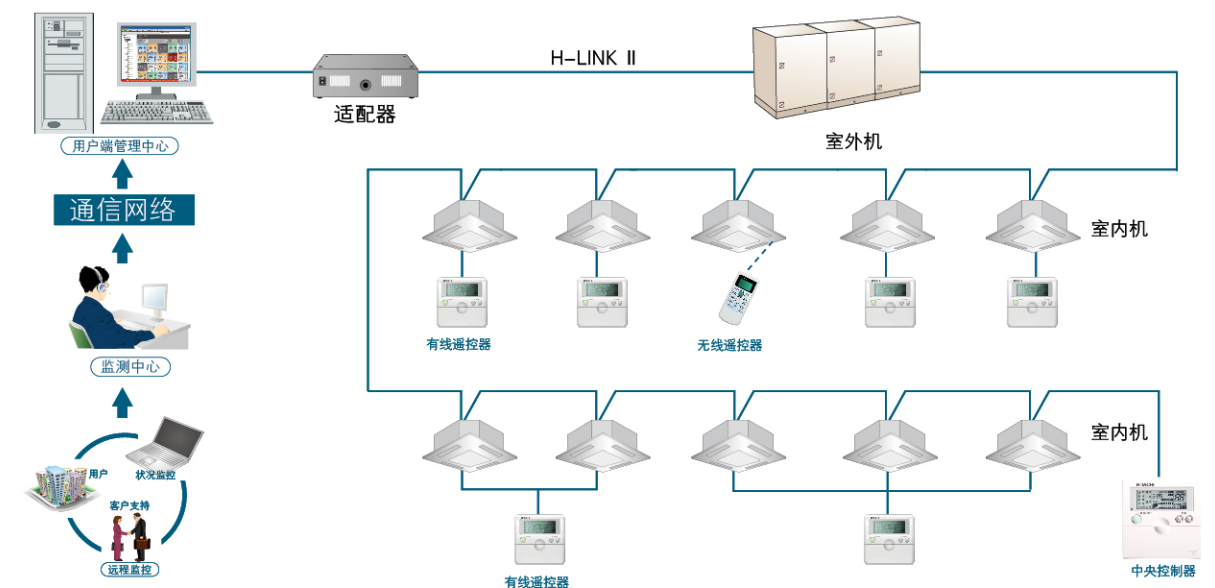 H-LINK II
适配器
室外机
用户端管理中心
通信网络
室内机
有线遥控器
无线遥控器
监测中心
室内机
用户
状况监控
客户支持
远程监控
有线遥控器
HITACHI
中央控制器